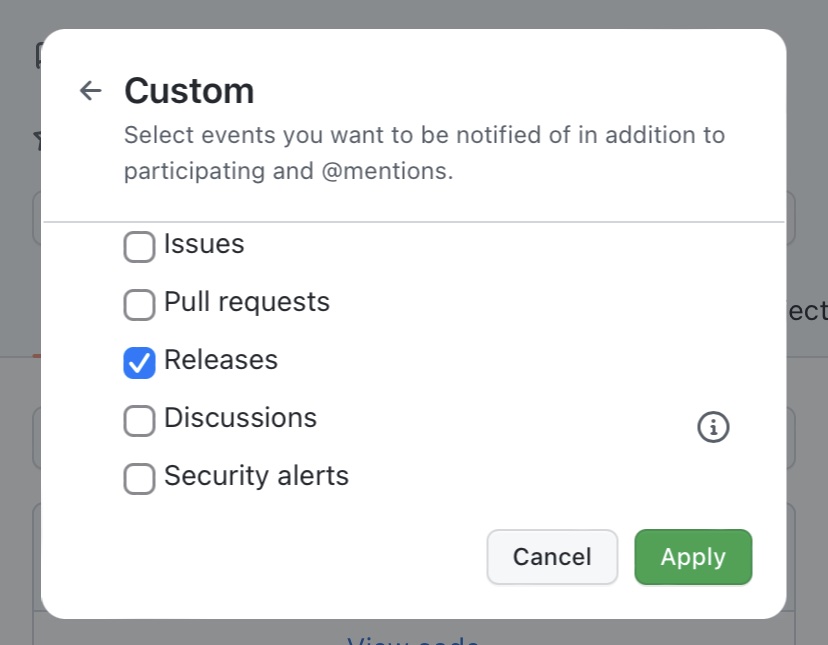 Custom
Select events you want to be notified of in addition to
participating and @mentions.
Issues
Pull requests
ect
Releases
Discussions
Security alerts
Cancel
Apply
View code